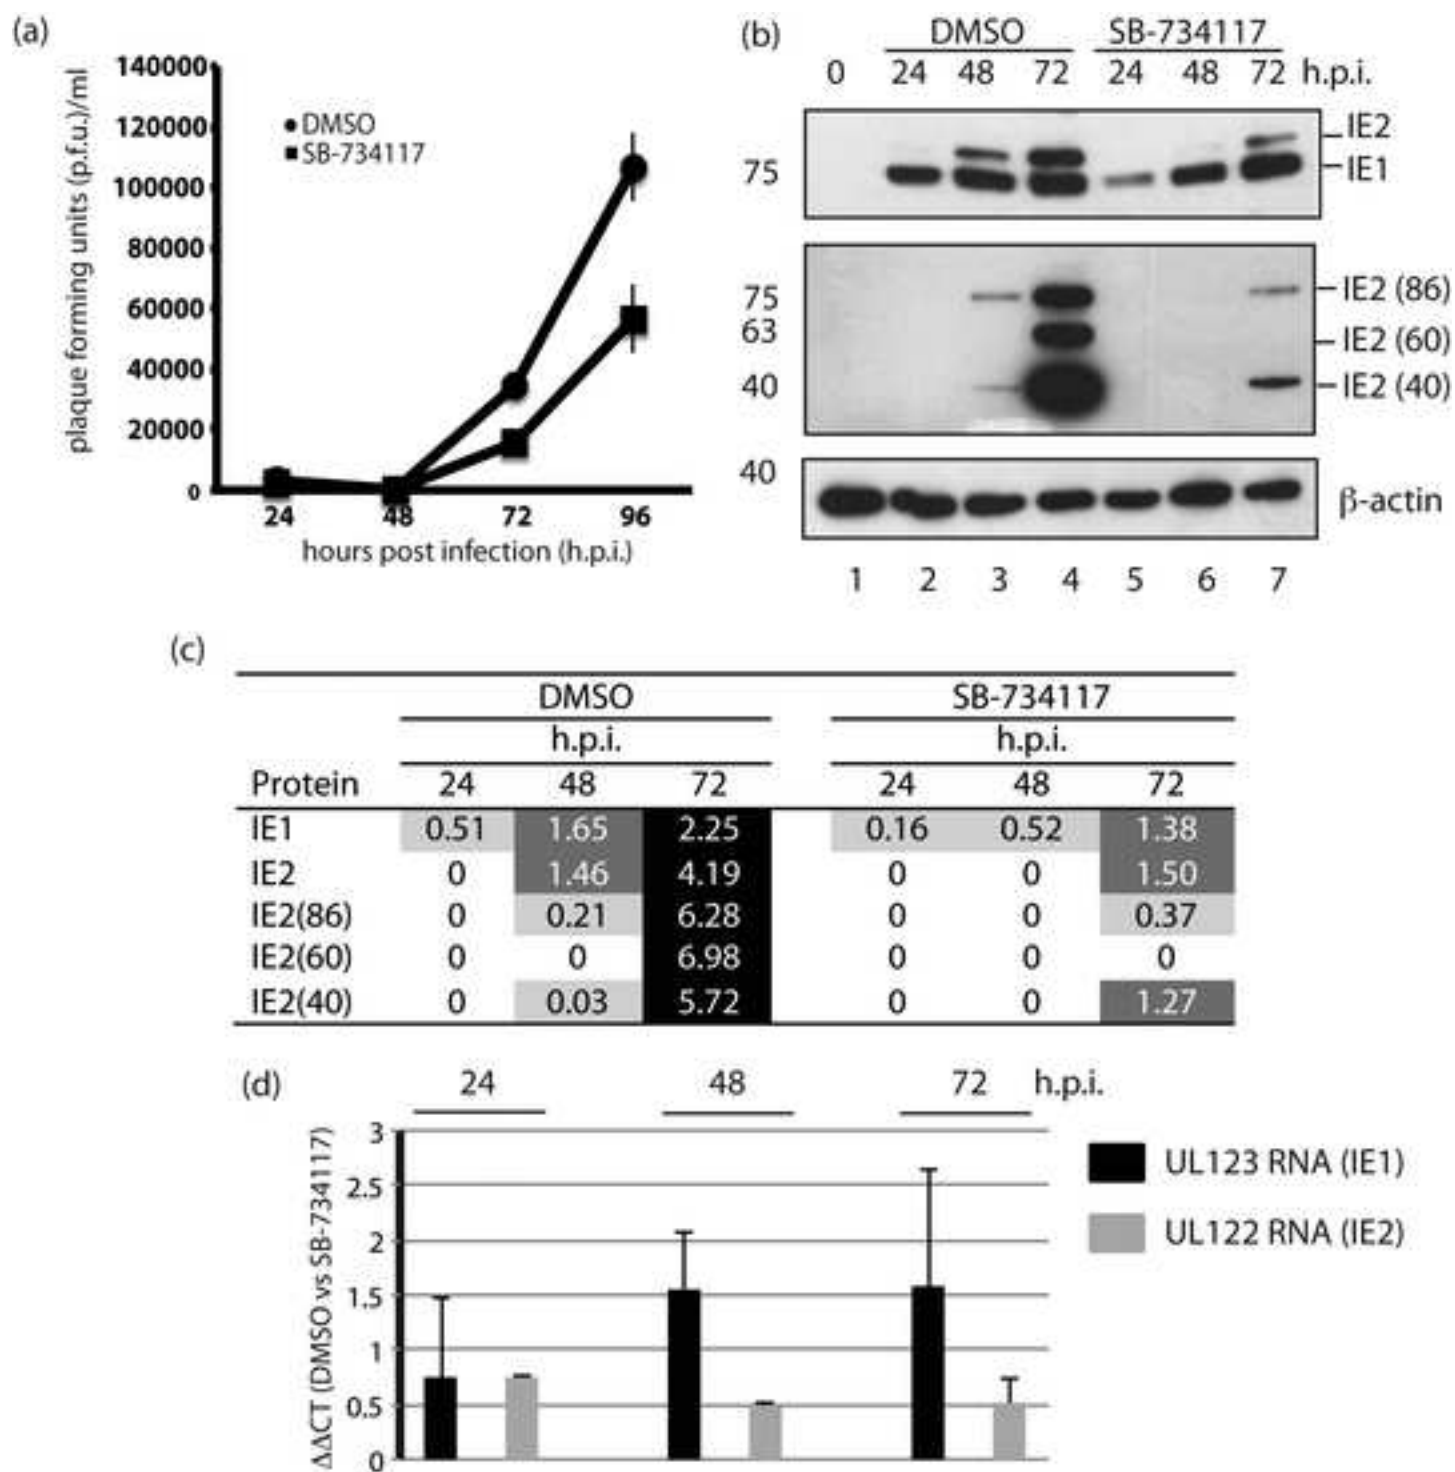 (a)
140000
120000
100000
80000
60000
40000
20000
0
plaque forming units (p.f.u.)/ml
DMSO
SB-734117
24 48 72 96
hours post infection (h.p.i.)
(b)
DMSO SB-734117
0 24 48 72 24 48 72 h.p.i.
75
IE2
IE1
75
63
40
IE2 (86)
IE2 (60)
IE2 (40)
40
β-actin
1 2 3 4 5 6 7
(c)
DMSO SB-734117
h.p.i. h.p.i.
Protein 24 48 72 24 48 72
IE1 0.51 1.65 2.25 0.16 0.52 1.38
IE2 0 1.46 4.19 0 0 1.50
IE2(86) 0 0.21 6.28 0 0 0.37
IE2(60) 0 0 6.98 0 0 0
IE2(40) 0 0.03 5.72 0 0 1.27
(d)
24 48 72 h.p.i.
3
2.5
2
1.5
1
0.5
0
ΔΔCT (DMSO vs SB-734117)
UL123 RNA (IE1)
UL122 RNA (IE2)